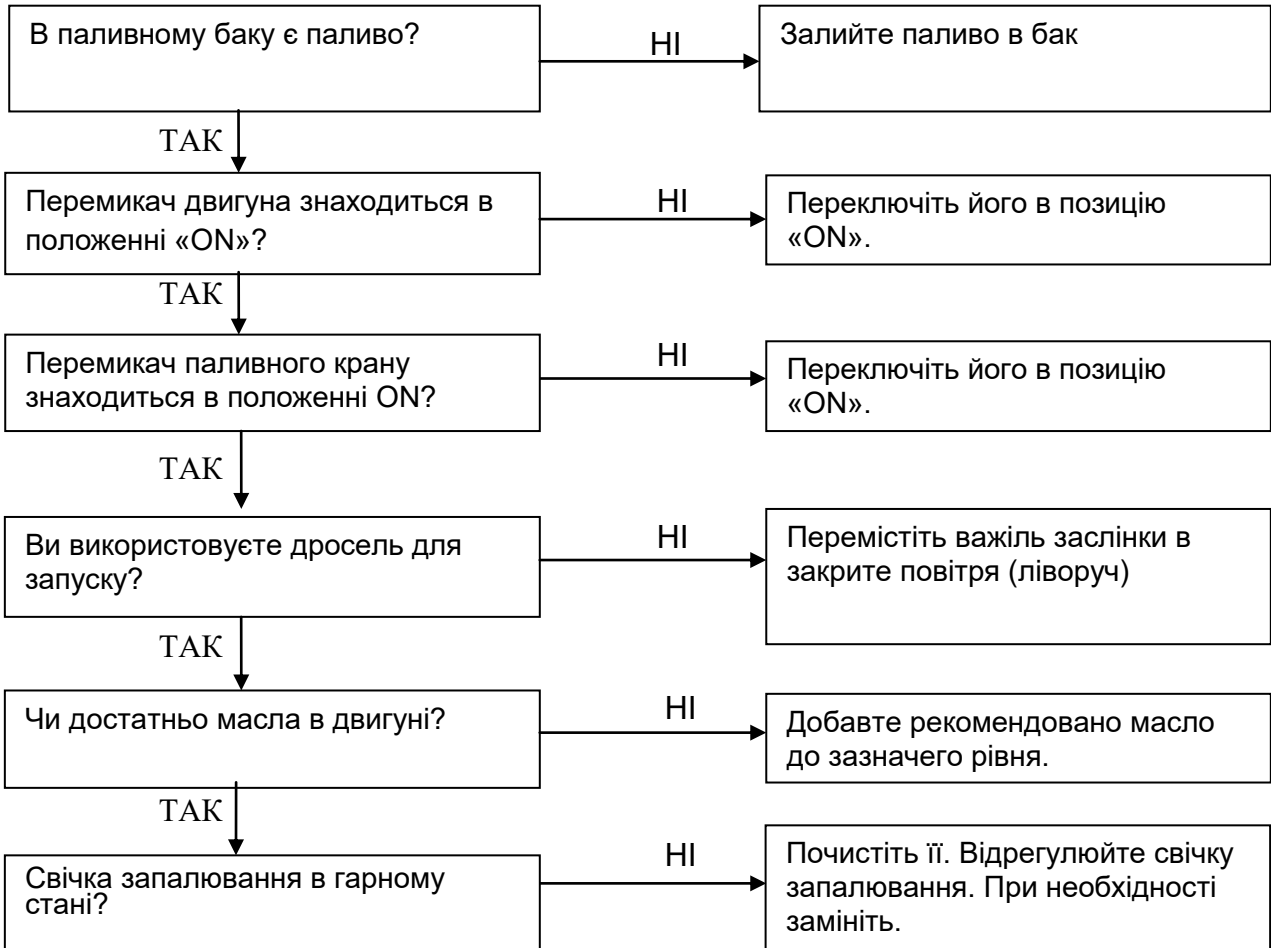 В паливному баку є паливо?
НІ
Залийте паливо в бак
ТАК
Перемикач двигуна знаходиться в
положенні «ON»?
НІ
Переключіть його в позицію
«ON».
ТАК
Перемикач паливного крану
знаходиться в положенні ON?
НІ
Переключіть його в позицію
«ON».
ТАК
Ви використовуєте дросель для
запуску?
НІ
Перемістіть важіль заслінки в
закрите повітря (ліворуч)
ТАК
Чи достатньо масла в двигуні?
НІ
Добавте рекомендовано масло
до зазначего рівня.
ТАК
Свічка запалювання в гарному
стані?
НІ
Почистіть її. Відрегулюйте свічку
запалювання. При необхідності
замініть.